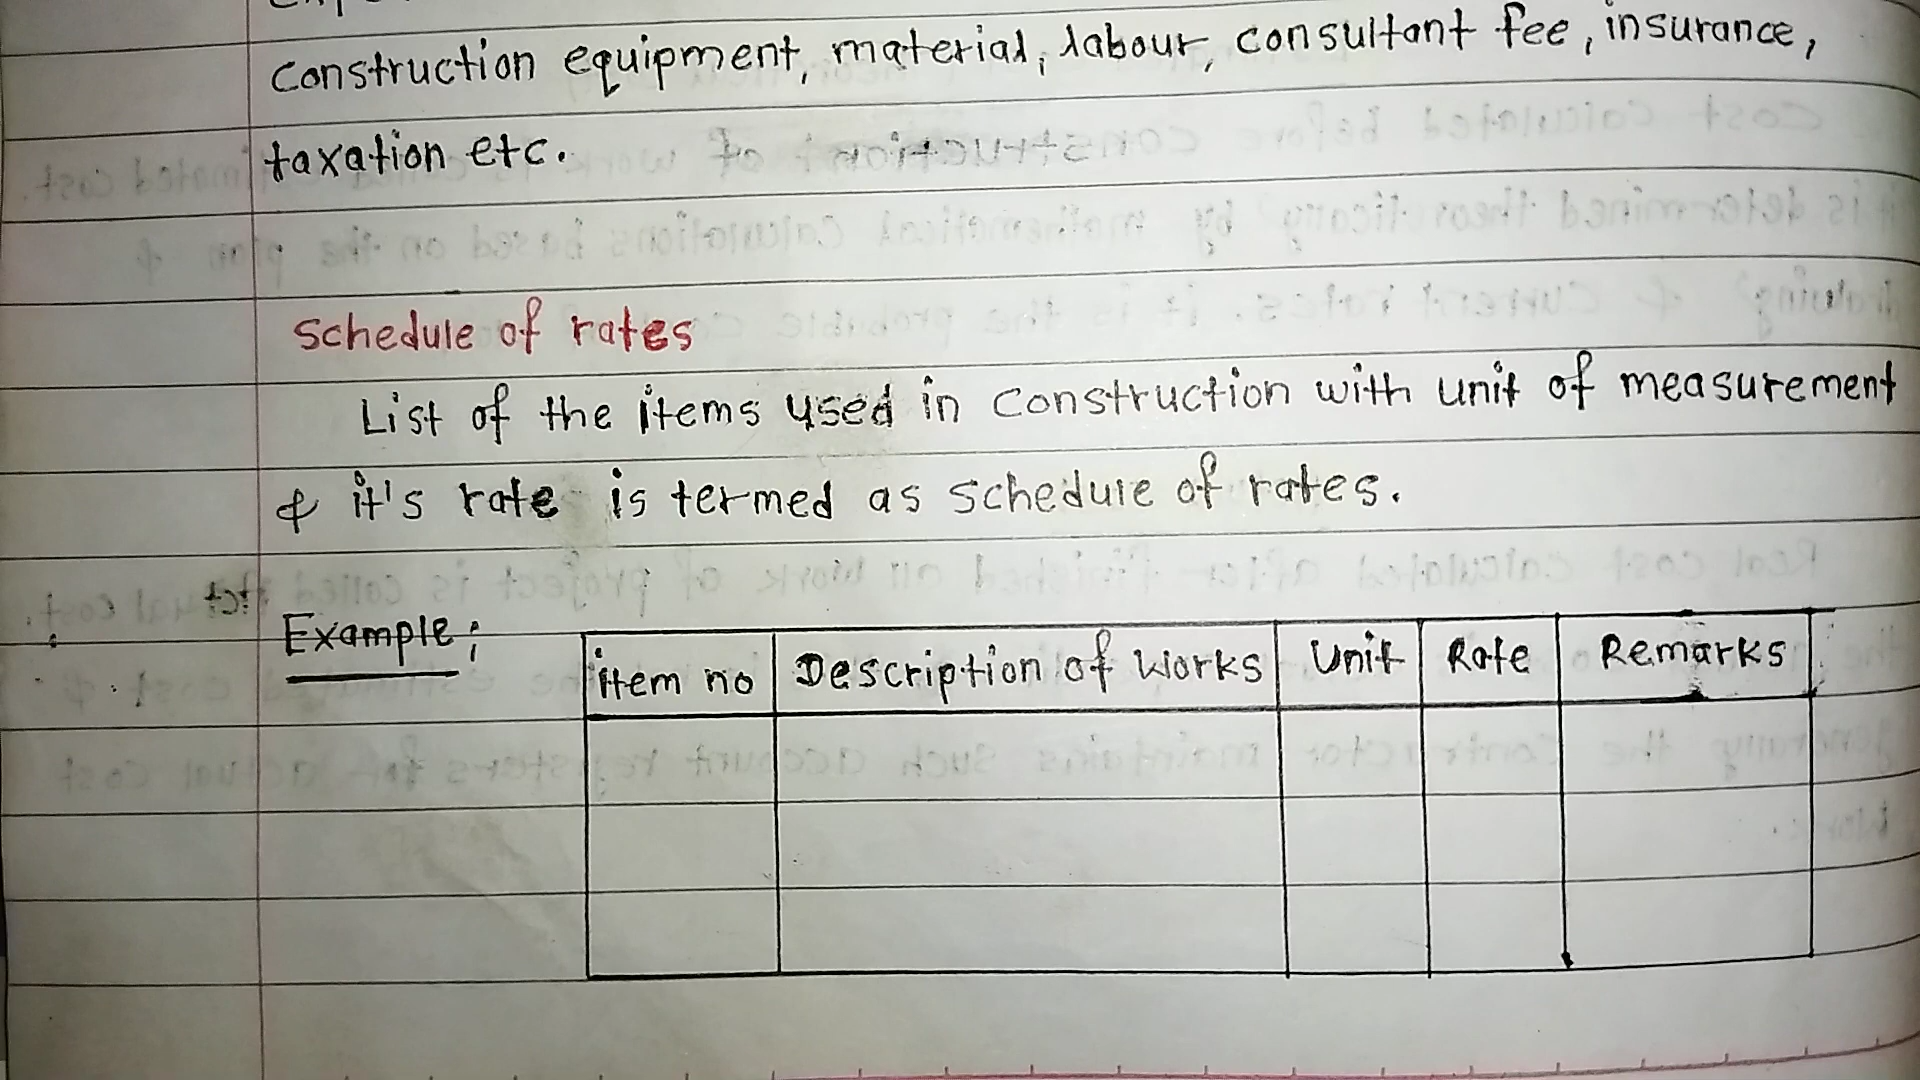 construction equipment, material, labour, consultant fee, insurance,
taxation etc.
Schedule of rates
List of the items used in construction with unit of measurement
& it's rate is termed as schedule of rates.
Example;
item no Description of works Unit Rate Remarks